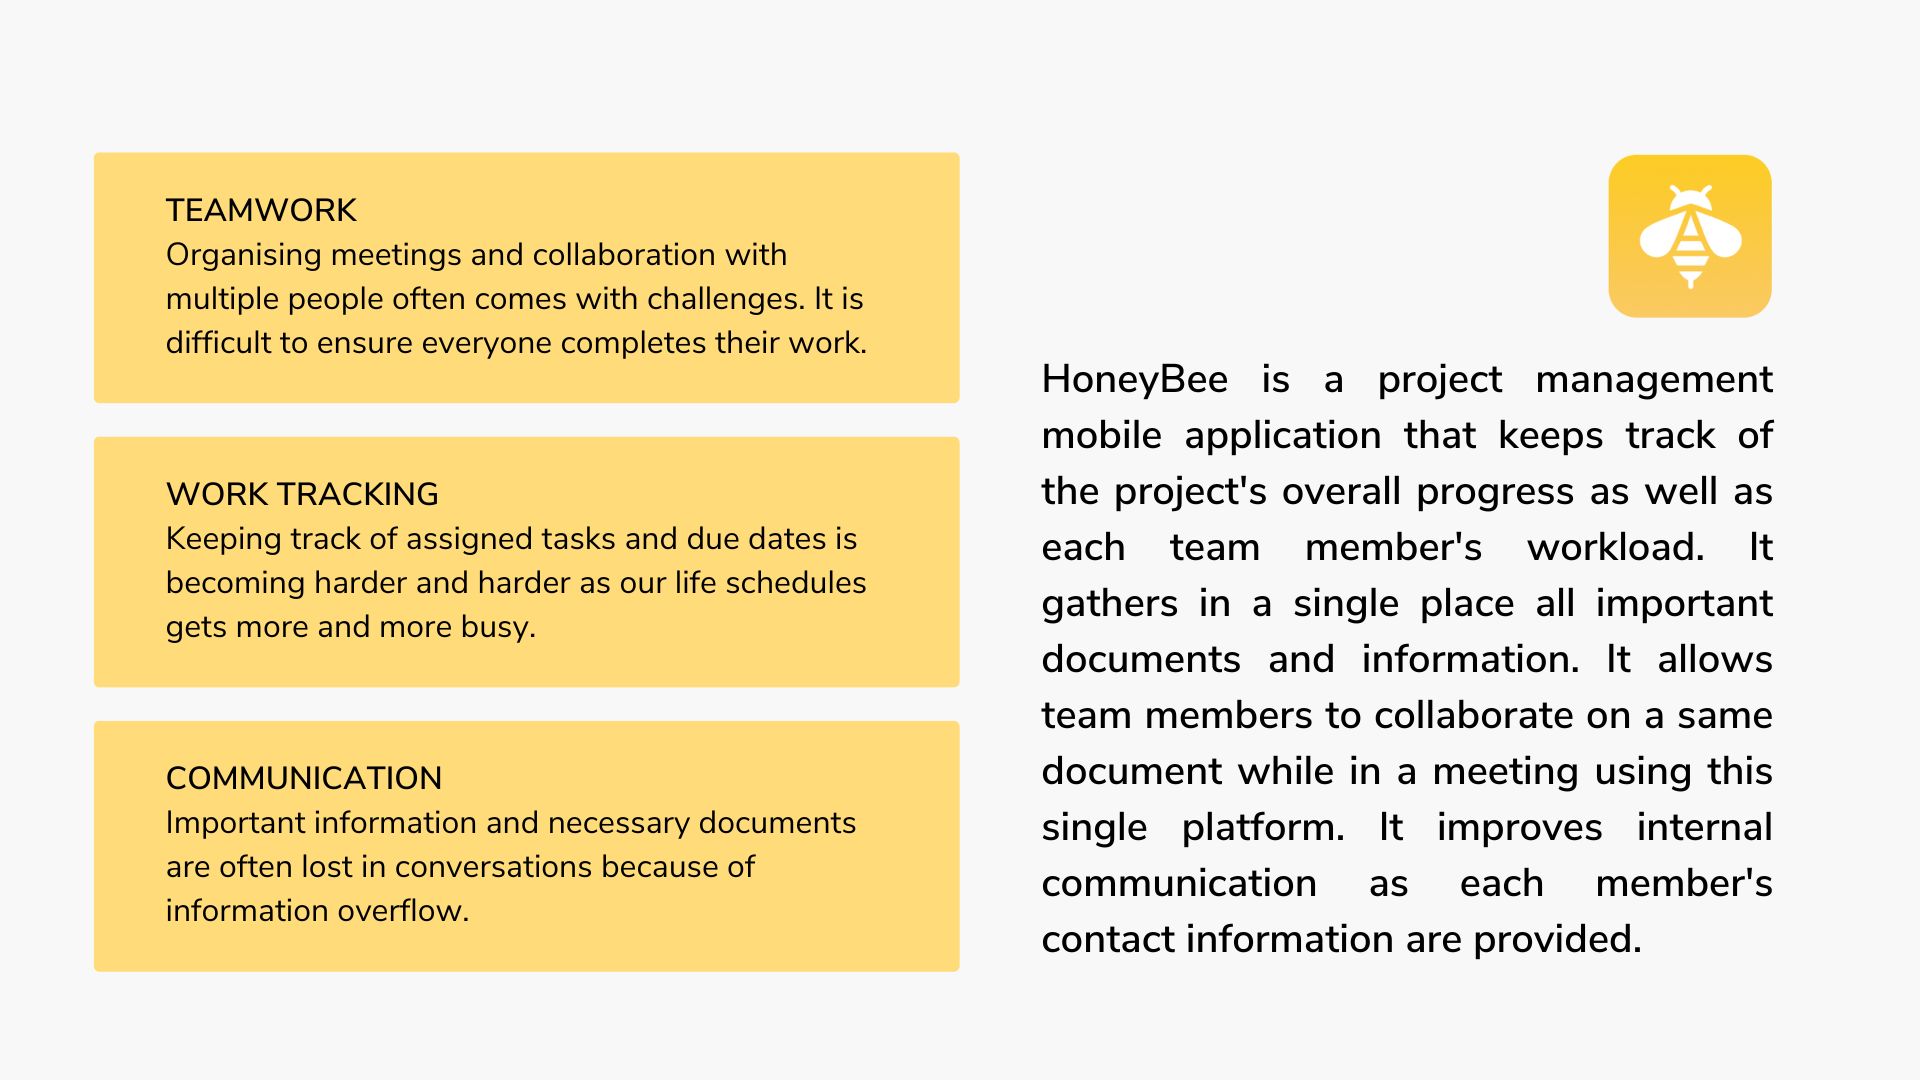 TEAMWORK
Organising meetings and collaboration with
multiple people often comes with challenges. It is
difficult to ensure everyone completes their work.
WORK TRACKING
Keeping track of assigned tasks and due dates is
becoming harder and harder as our life schedules
gets more and more busy.
COMMUNICATION
Important information and necessary documents
are often lost in conversations because of
information overflow.
HoneyBee is a project management
mobile application that keeps track of
the project's overall progress as well as
each team member's workload. It
gathers in a single place all important
documents and information. It allows
team members to collaborate on a same
document while in a meeting using this
single platform. It improves internal
communication as each member's
contact information are provided.